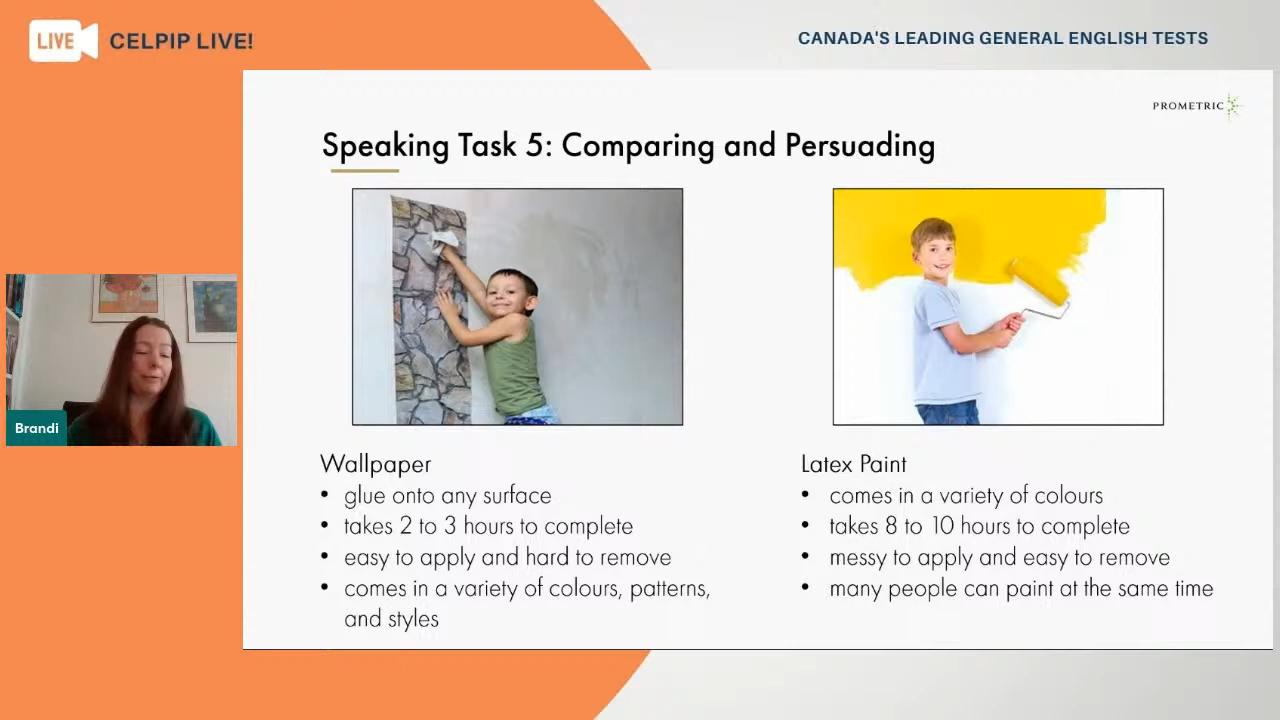 LIVE
CELPIP LIVE!
CANADA'S LEADING GENERAL ENGLISH TESTS
PROMETRIC
Speaking Task 5: Comparing and Persuading
Brandi
Wallpaper
• glue onto any surface
• takes 2 to 3 hours to complete
• easy to apply and hard to remove
• comes in a variety of colours, patterns,
and styles
Latex Paint
• comes in a variety of colours
• takes 8 to 10 hours to complete
• messy to apply and easy to remove
• many people can paint at the same time